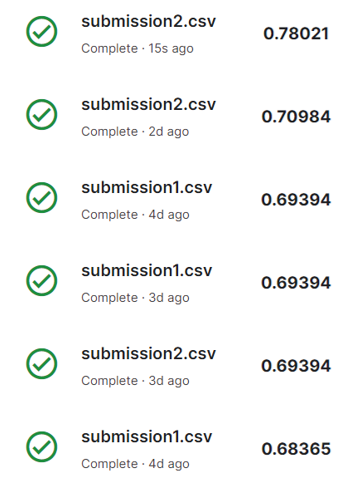 submission2.csv 0.78021
Complete · 15s ago
submission2.csv 0.70984
Complete · 2d ago
submission1.csv 0.69394
Complete · 4d ago
submission1.csv 0.69394
Complete · 3d ago
submission2.csv 0.69394
Complete · 3d ago
submission1.csv 0.68365
Complete · 4d ago